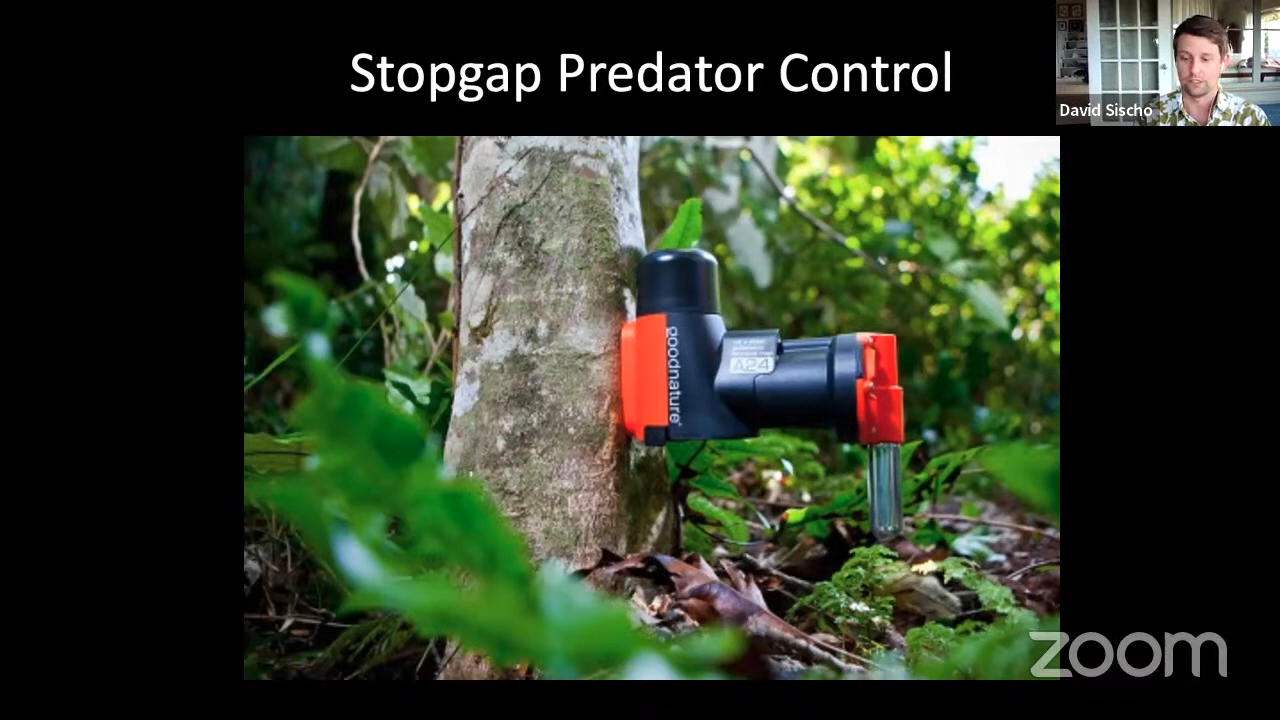 Stopgap Predator Control
David Sischo
goodnature
A24
zoom